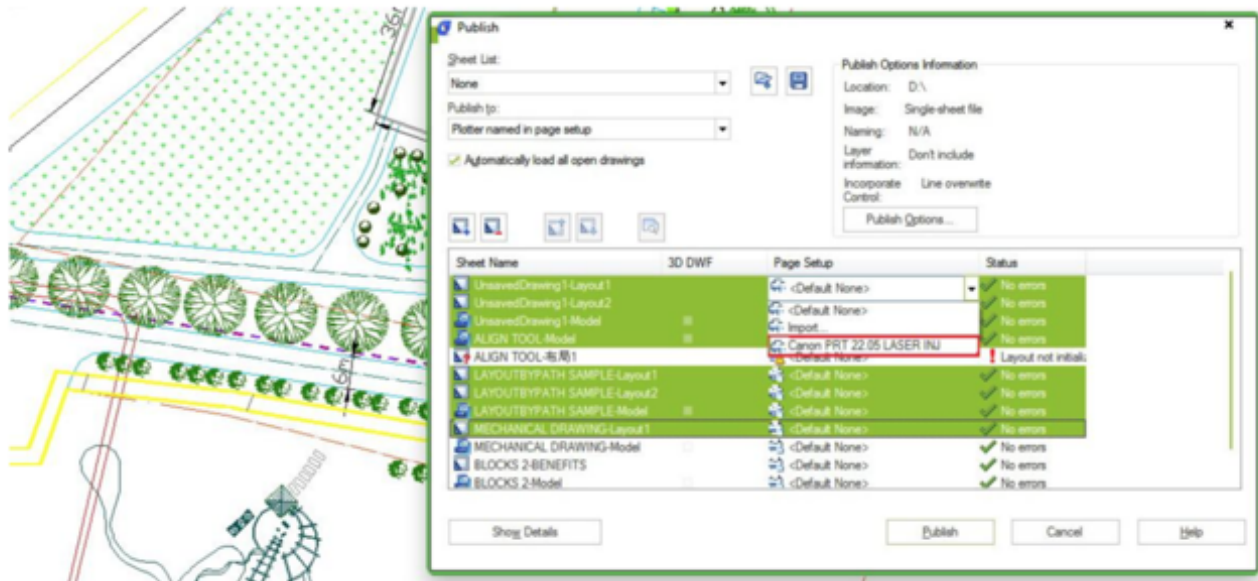 36m
Publish
Sheet List:
None
Publish to:
Plotter named in page setup
Automatically load all open drawings
Publish Options Information
Location: D:\
Image: Single-sheet file
Naming: N/A
Layer information: Don't include
Incorporate Control: Line overwrite
Publish Options...
Sheet Name 3D DWF Page Setup Status
UnsavedDrawing1-Layout1 <Default None> No errors
UnsavedDrawing1-Layout2 <Default None> No errors
UnsavedDrawing1-Model Import... No errors
ALIGN TOOL-Model Canon PRT 22.05 LASER INJ No errors
ALIGN TOOL-布局1 <Default None> Layout not initializ
LAYOUTBYPATH SAMPLE-Layout1 <Default None> No errors
LAYOUTBYPATH SAMPLE-Layout2 <Default None> No errors
LAYOUTBYPATH SAMPLE-Model <Default None> No errors
MECHANICAL DRAWING-Layout1 <Default None> No errors
MECHANICAL DRAWING-Model <Default None> No errors
BLOCKS 2-BENEFITS <Default None> No errors
BLOCKS 2-Model <Default None> No errors
6m
Show Details Publish Cancel Help